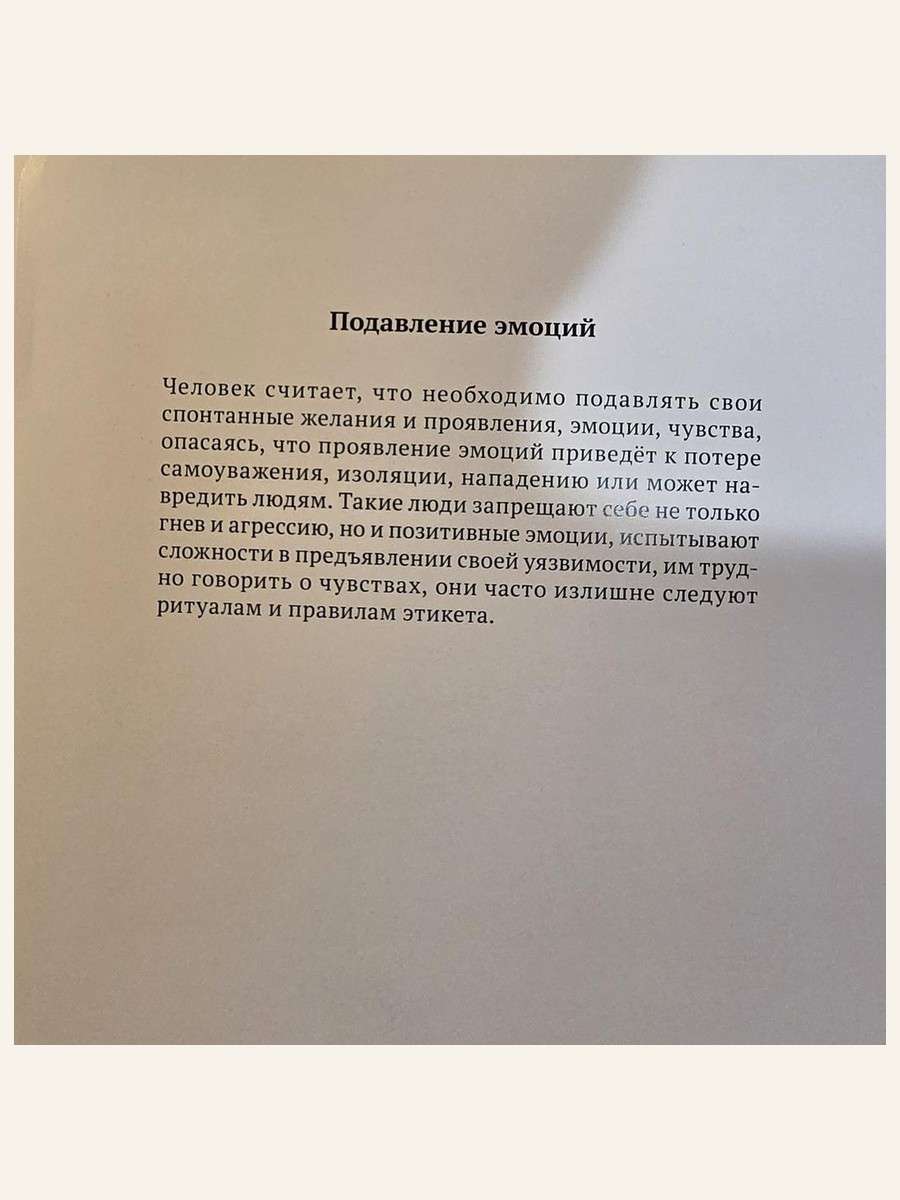 Подавление эмоций
Человек считает, что необходимо подавлять свои
спонтанные желания и проявления, эмоции, чувства,
опасаясь, что проявление эмоций приведёт к потере
самоуважения, изоляции, нападению или может на-
вредить людям. Такие люди запрещают себе не только
гнев и агрессию, но и позитивные эмоции, испытывают
сложности в предъявлении своей уязвимости, им труд-
но говорить о чувствах, они часто излишне следуют
ритуалам и правилам этикета.